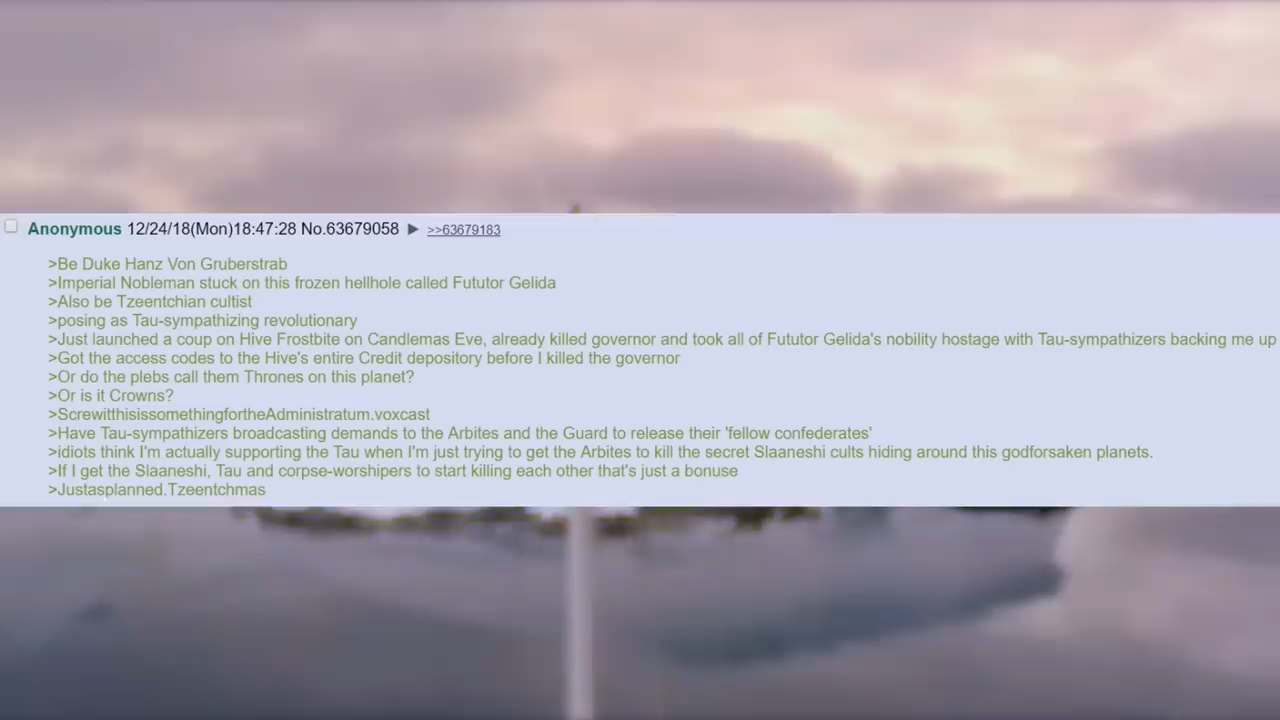 Anonymous 12/24/18(Mon)18:47:28 No.63679058 ▶ >>63679183
>Be Duke Hanz Von Gruberstrab
>Imperial Nobleman stuck on this frozen hellhole called Fututor Gelida
>Also be Tzeentchian cultist
>posing as Tau-sympathizing revolutionary
>Just launched a coup on Hive Frostbite on Candlemas Eve, already killed governor and took all of Fututor Gelida's nobility hostage with Tau-sympathizers backing me up
>Got the access codes to the Hive's entire Credit depository before I killed the governor
>Or do the plebs call them Thrones on this planet?
>Or is it Crowns?
>ScrewitthisissomethingfortheAdministratum.voxcast
>Have Tau-sympathizers broadcasting demands to the Arbites and the Guard to release their 'fellow confederates'
>idiots think I'm actually supporting the Tau when I'm just trying to get the Arbites to kill the secret Slaaneshi cults hiding around this godforsaken planets.
>If I get the Slaaneshi, Tau and corpse-worshipers to start killing each other that's just a bonuse
>Justasplanned.Tzeentchmas